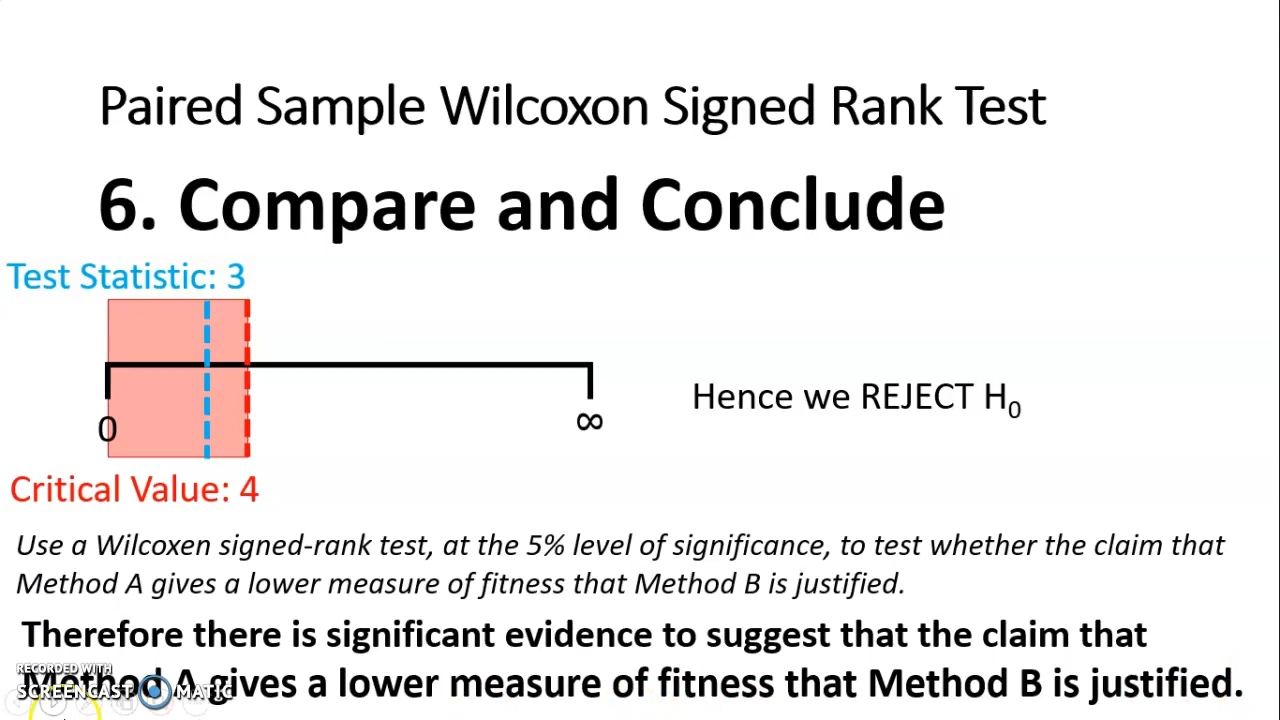 Paired Sample Wilcoxon Signed Rank Test
6. Compare and Conclude
Test Statistic: 3
0
∞
Hence we REJECT H₀
Critical Value: 4
Use a Wilcoxen signed-rank test, at the 5% level of significance, to test whether the claim that
Method A gives a lower measure of fitness that Method B is justified.
Therefore there is significant evidence to suggest that the claim that
Method A gives a lower measure of fitness that Method B is justified.
RECORDED WITH
SCREENCAST MATIC